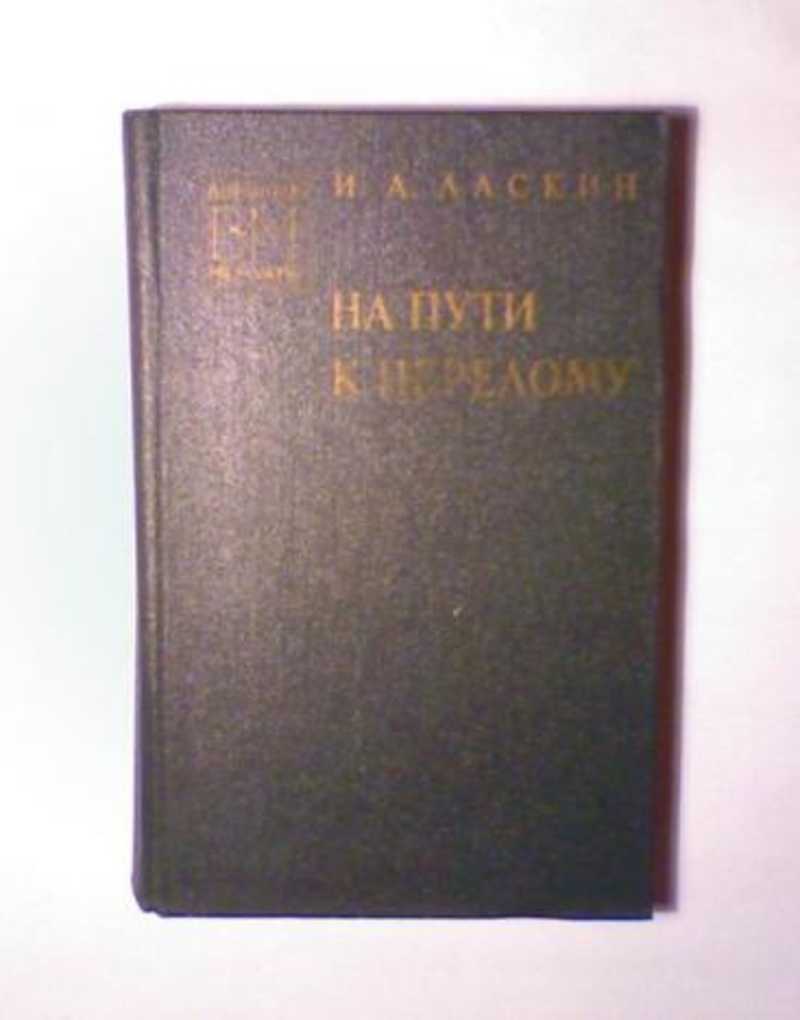 И. А. ЛАСКИН
НА ПУТИ
К ПЕРЕЛОМУ